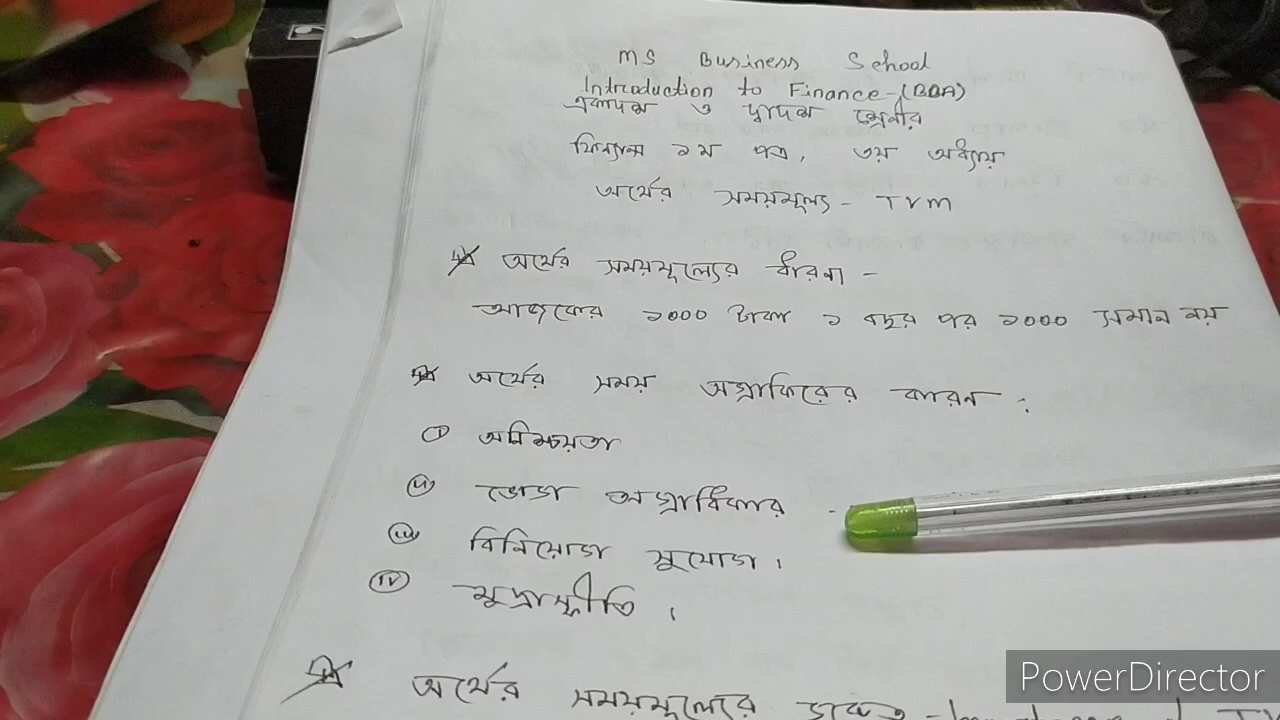 MS Business School
Introduction to Finance-(BBA)
একাদশ ও দ্বাদশ শ্রেনীর
ফিন্যান্স ১ম পত্র, ৩য় অধ্যায়
অর্থের সময়মূল্য - TVM
অর্থের সময়মূল্যের ধারনা -
আজকের ১০০০ টাকা ১ বছর পর ১০০০ সমান নয়
অর্থের সময় অগ্রাধিকারের কারন :
i অনিশ্চয়তা
ii ভোগ অগ্রাধিকার -
iii বিনিয়োগ সুযোগ।
iv মুদ্রাস্ফীতি।
অর্থের সময়মূল্যের গুরুত্ব -
PowerDirector